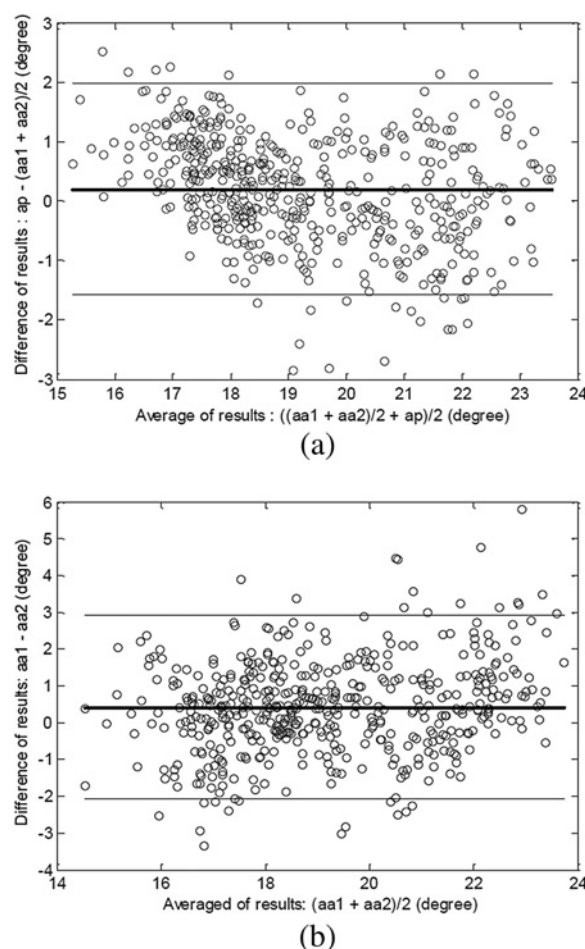 3
2
1
0
-1
-2
-3
Difference of results : ap - (aa1 + aa2)/2 (degree)
15 16 17 18 19 20 21 22 23 24
Average of results : ((aa1 + aa2)/2 + ap)/2 (degree)
(a)
6
5
4
3
2
1
0
-1
-2
-3
-4
Difference of results: aa1 - aa2 (degree)
14 16 18 20 22 24
Averaged of results: (aa1 + aa2)/2 (degree)
(b)